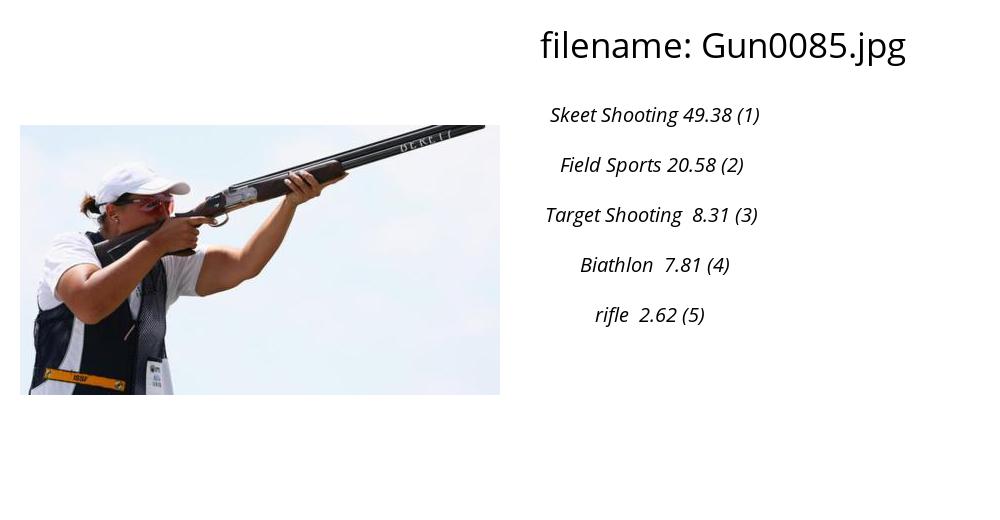 filename: Gun0085.jpg
Skeet Shooting 49.38 (1)
Field Sports 20.58 (2)
Target Shooting 8.31 (3)
Biathlon 7.81 (4)
rifle 2.62 (5)
ISSF